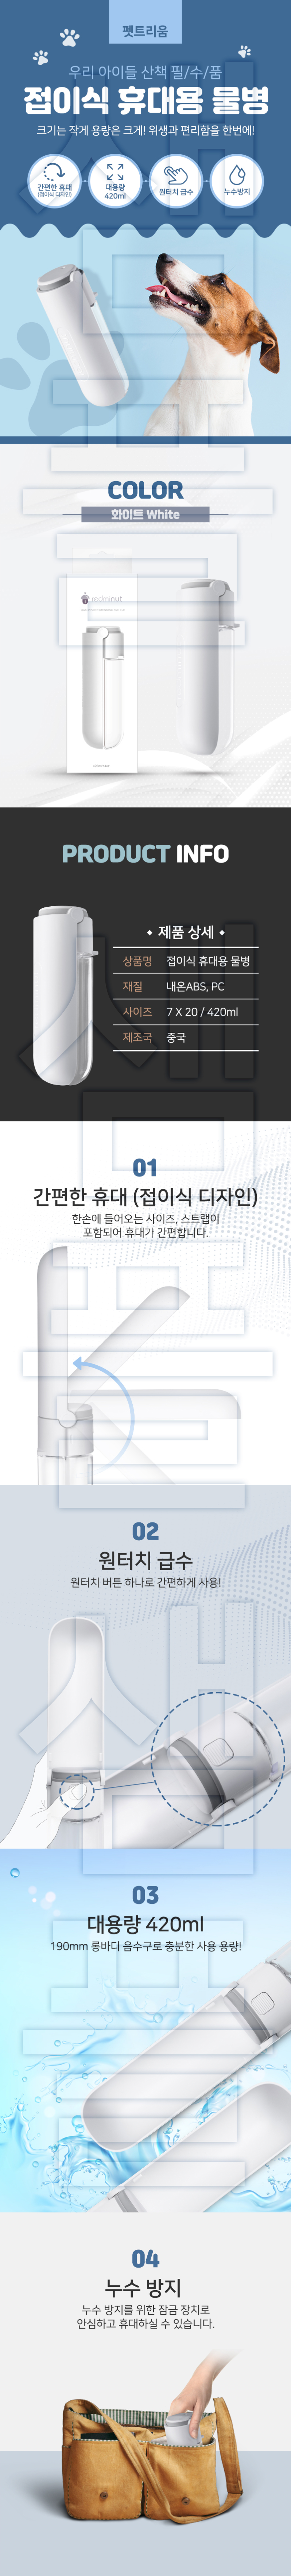 펫트리움
우리 아이들 산책 필/수/품
접이식 휴대용 물병
크기는 작게 용량은 크게! 위생과 편리함을 한번에!
간편한 휴대
(접이식 디자인)
대용량
420ml
원터치 급수
누수방지
COLOR
화이트 White
PRODUCT INFO
제품 상세
상품명 접이식 휴대용 물병
재질 내온ABS, PC
사이즈 7 X 20 / 420ml
제조국 중국
01
간편한 휴대 (접이식 디자인)
한손에 들어오는 사이즈, 스트랩이
포함되어 휴대가 간편합니다.
02
원터치 급수
원터치 버튼 하나로 간편하게 사용!
03
대용량 420ml
190mm 롱바디 음수구로 충분한 사용 용량!
04
누수 방지
누수 방지를 위한 잠금 장치로
안심하고 휴대하실 수 있습니다.